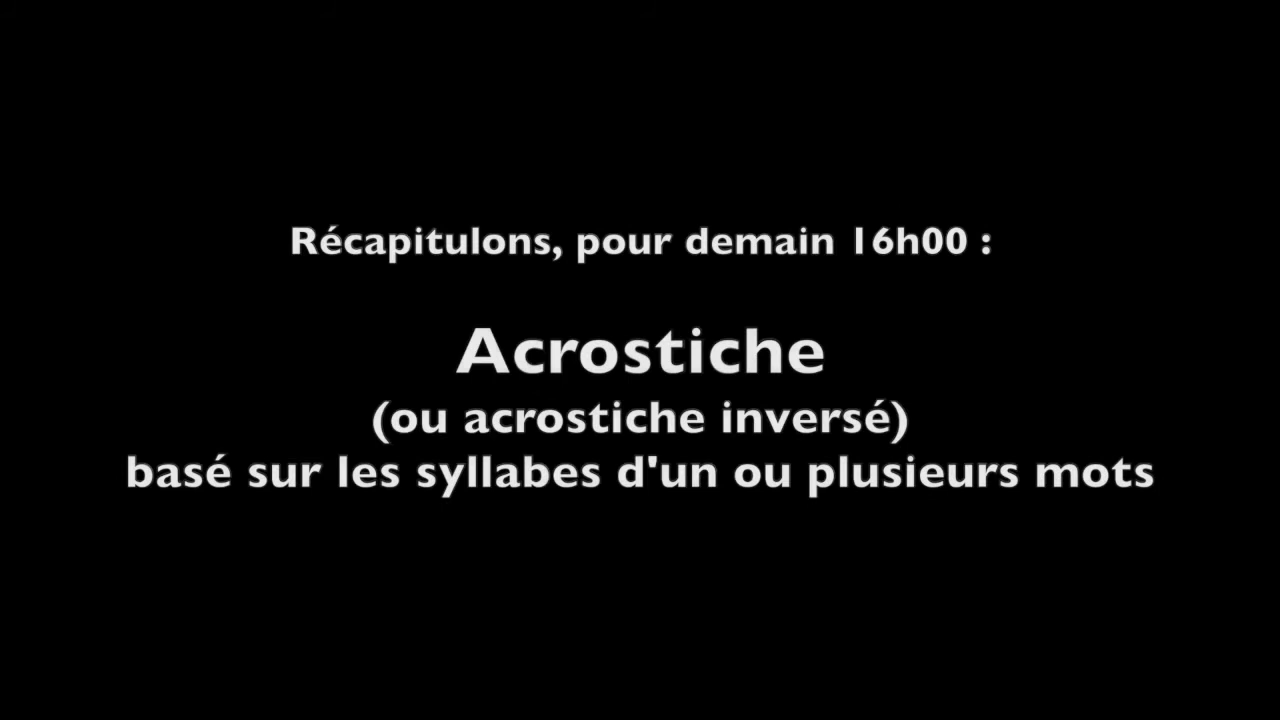 Récapitulons, pour demain 16h00 :
Acrostiche
(ou acrostiche inversé)
basé sur les syllabes d'un ou plusieurs mots